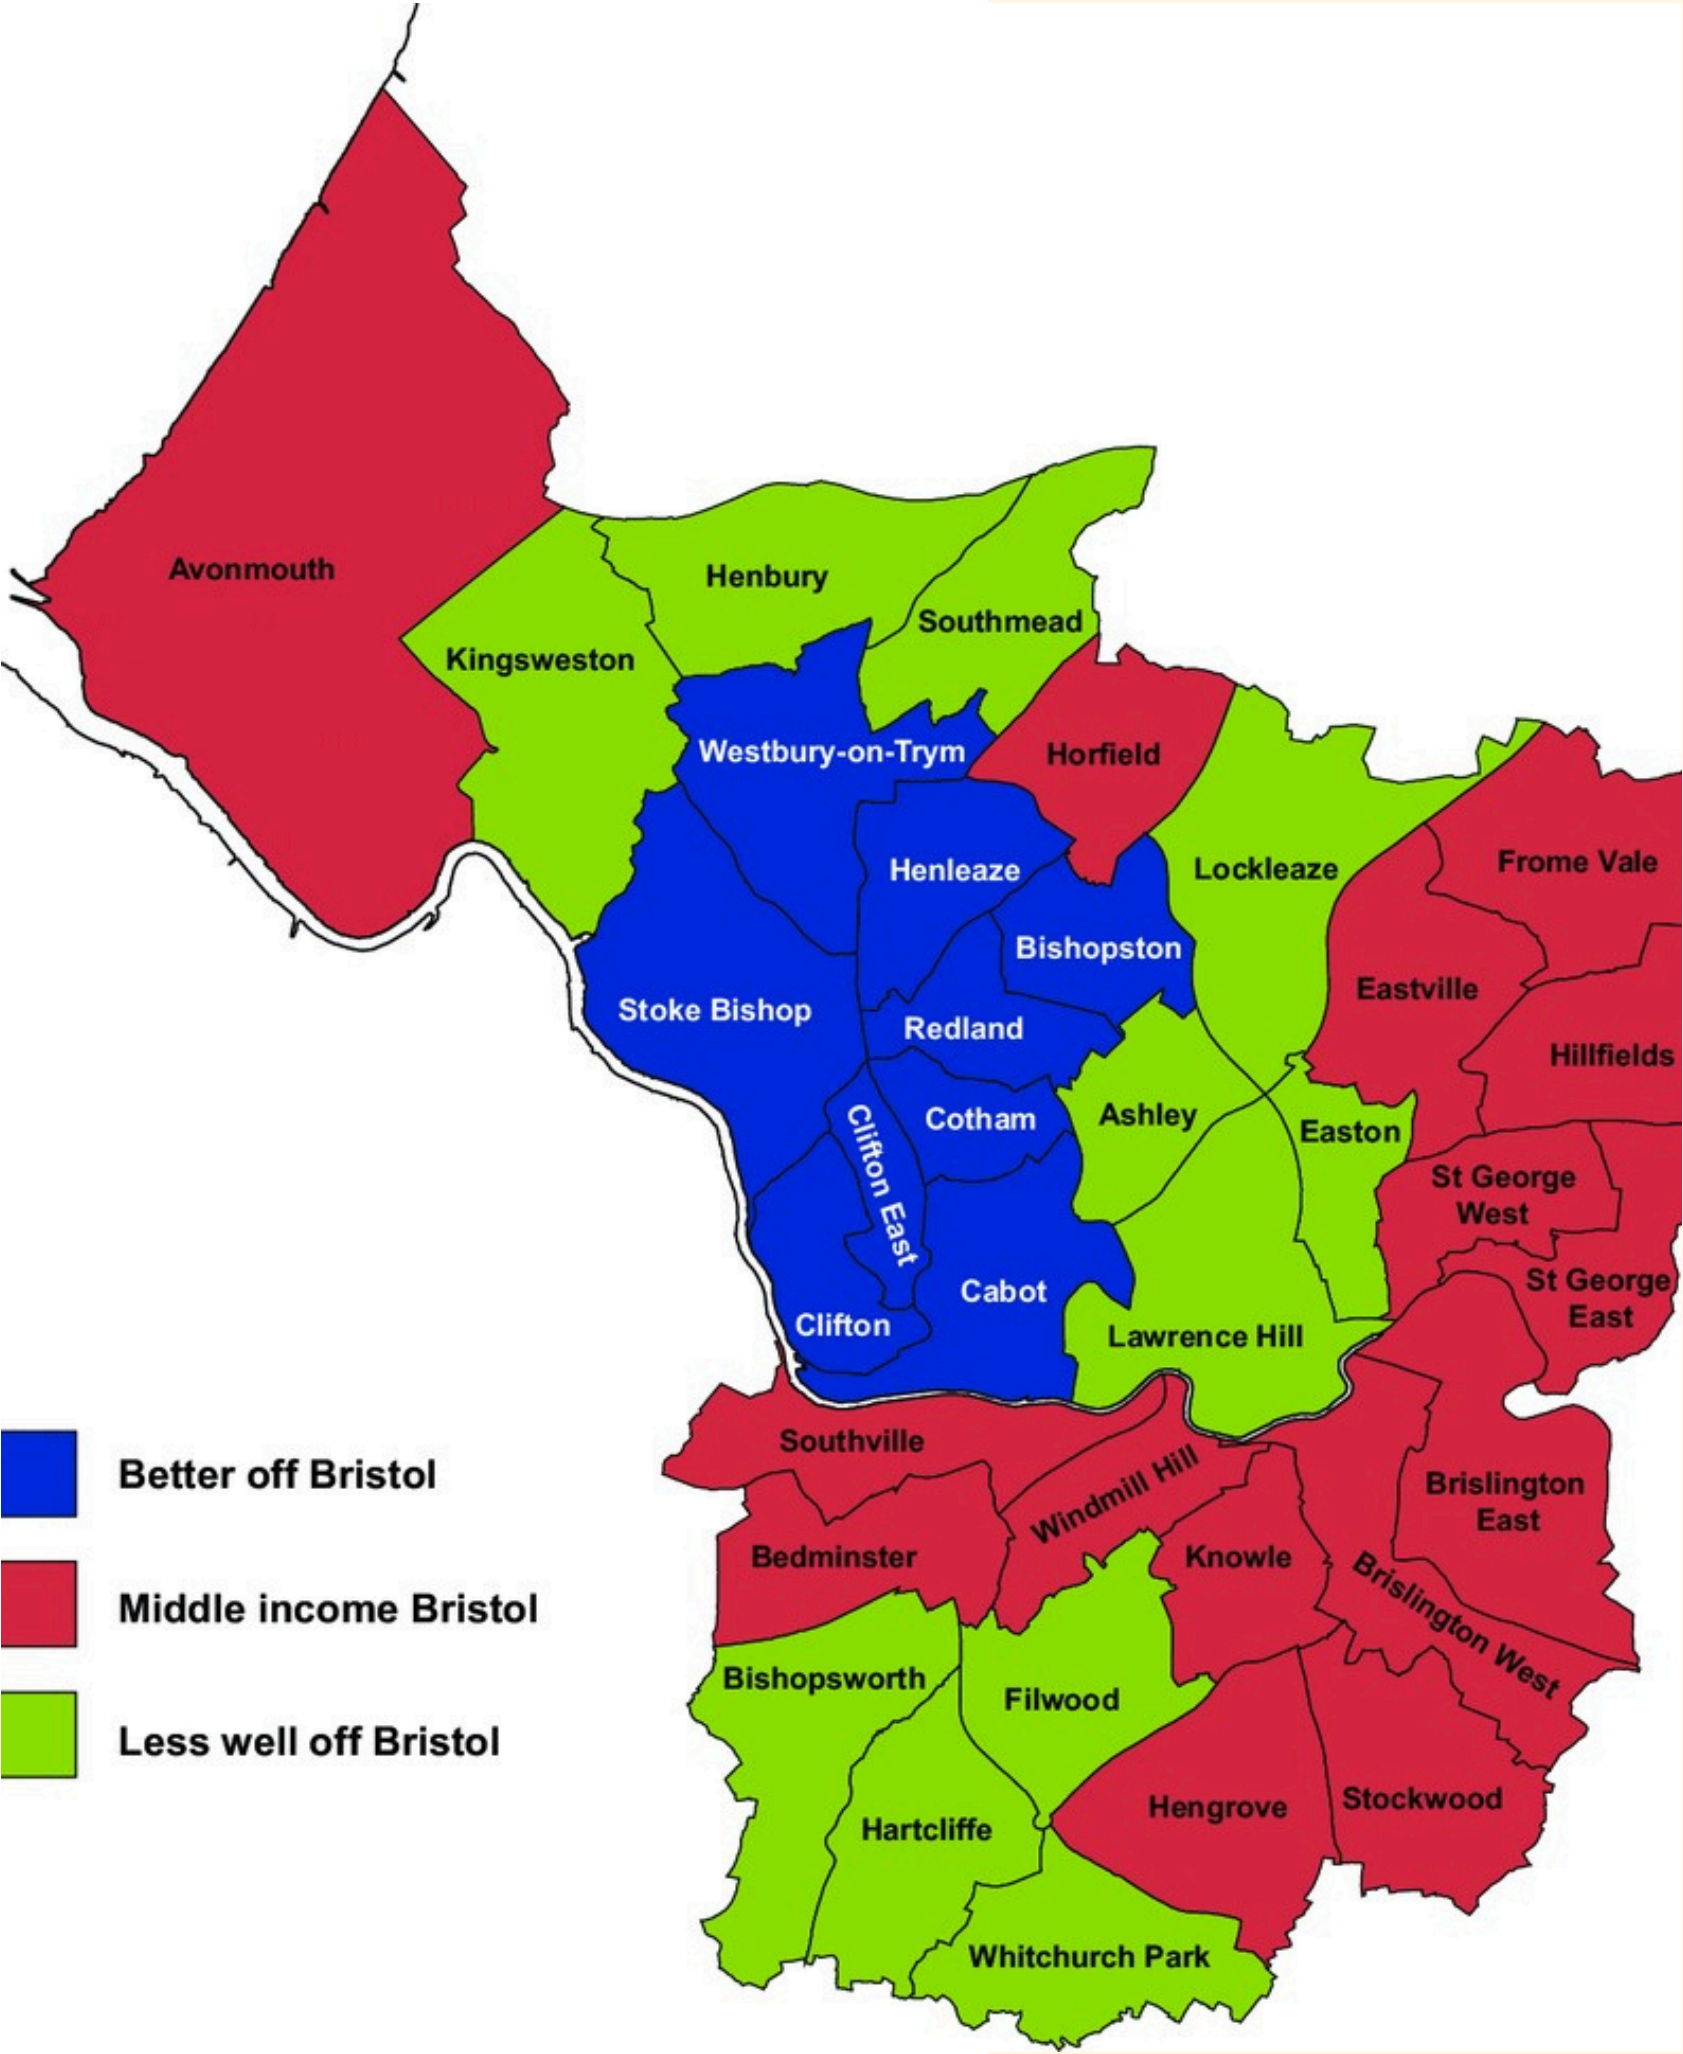 Avonmouth
Henbury
Southmead
Kingsweston
Westbury-on-Trym
Horfield
Henleaze
Lockleaze
Frome Vale
Bishopston
Eastville
Stoke Bishop
Redland
Hillfields
Cotham
Ashley
Easton
Clifton East
St George
West
Cabot
St George
East
Clifton
Lawrence Hill
Southville
Windmill Hill
Brislington
East
Bedminster
Knowle
Brislington West
Bishopsworth
Filwood
Hengrove
Stockwood
Hartcliffe
Whitchurch Park
Better off Bristol
Middle income Bristol
Less well off Bristol